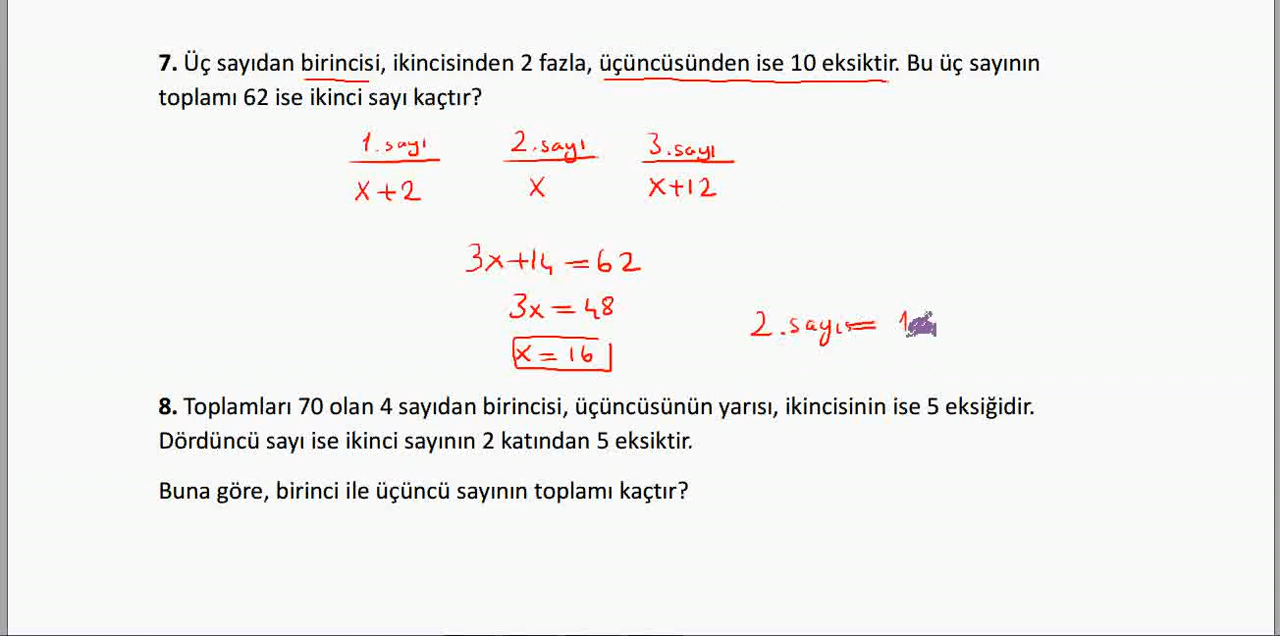 7. Üç sayıdan birincisi, ikincisinden 2 fazla, üçüncüsünden ise 10 eksiktir. Bu üç sayının
toplamı 62 ise ikinci sayı kaçtır?
1.sayı 2.sayı 3.sayı
x+2 x x+12
3x+14=62
3x=48
x=16
2.sayı= 1
8. Toplamları 70 olan 4 sayıdan birincisi, üçüncüsünün yarısı, ikincisinin ise 5 eksiğidir.
Dördüncü sayı ise ikinci sayının 2 katından 5 eksiktir.
Buna göre, birinci ile üçüncü sayının toplamı kaçtır?